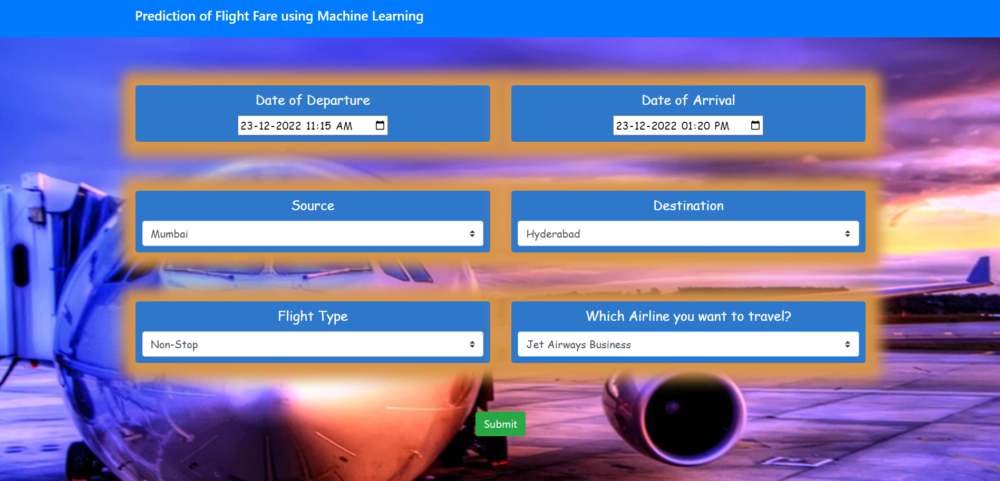 Prediction of Flight Fare using Machine Learning
Date of Departure
23-12-2022 11:15 AM
Date of Arrival
23-12-2022 01:20 PM
Source
Mumbai
Destination
Hyderabad
Flight Type
Non-Stop
Which Airline you want to travel?
Jet Airways Business
Submit